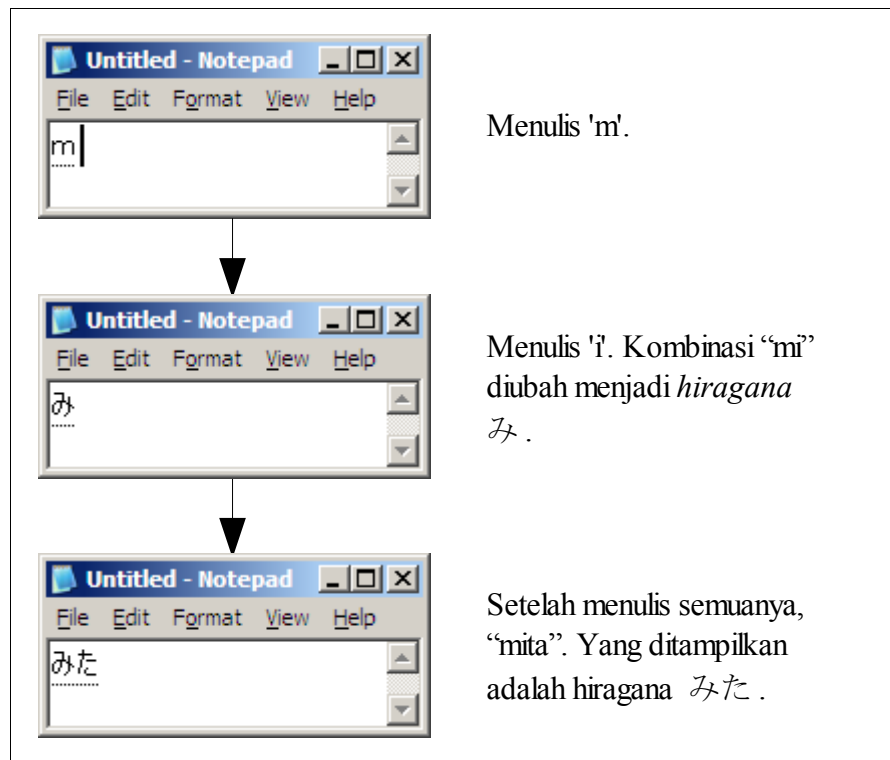 Untitled - Notepad
File Edit Format View Help
m
Menulis 'm'.
Untitled - Notepad
File Edit Format View Help
み
Menulis 'i'. Kombinasi “mi”
diubah menjadi hiragana
み .
Untitled - Notepad
File Edit Format View Help
みた
Setelah menulis semuanya,
“mita”. Yang ditampilkan
adalah hiragana みた .